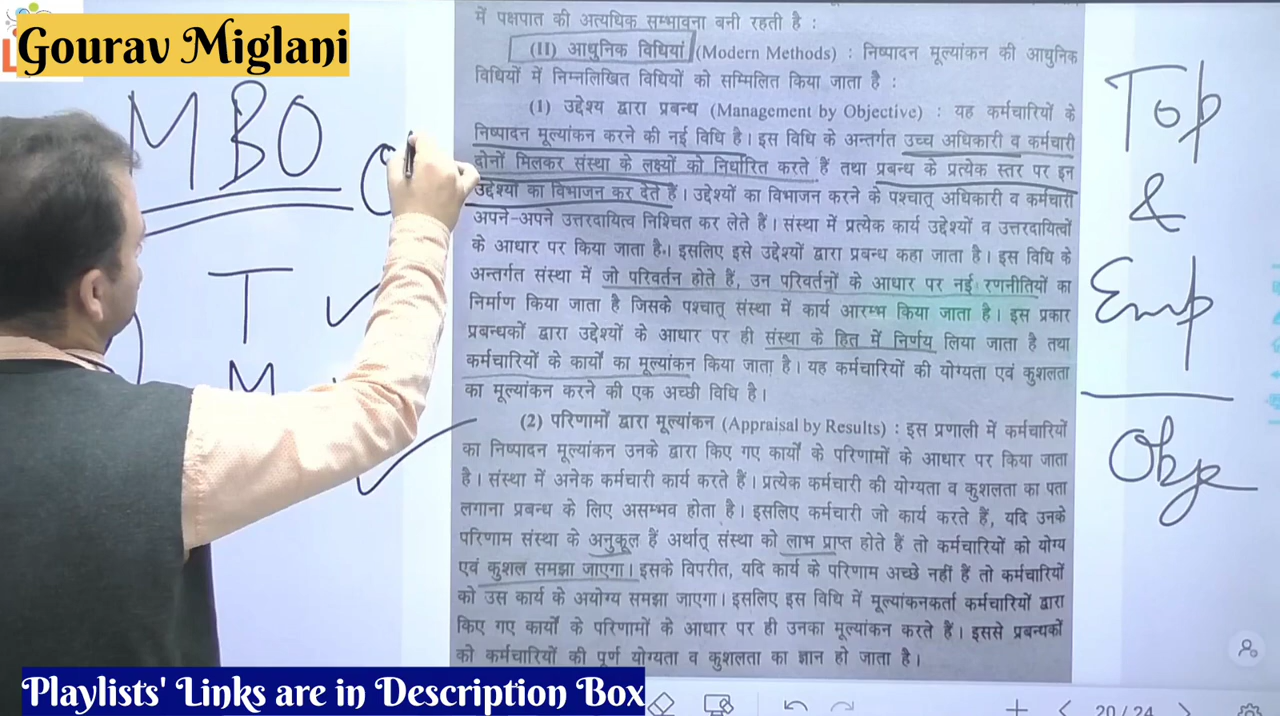 Gourav Miglani
MBO
T
M
Top
&
Emp
Obje
में पक्षपात की अत्यधिक सम्भावना बनी रहती है :
(II) आधुनिक विधियां (Modern Methods) : निष्पादन मूल्यांकन की आधुनिक
विधियों में निम्नलिखित विधियों को सम्मिलित किया जाता है :
(1) उद्देश्य द्वारा प्रबन्ध (Management by Objective) : यह कर्मचारियों के
निष्पादन मूल्यांकन करने की नई विधि है। इस विधि के अन्तर्गत उच्च अधिकारी व कर्मचारी
दोनों मिलकर संस्था के लक्ष्यों को निर्धारित करते हैं तथा प्रबन्ध के प्रत्येक स्तर पर इन
उद्देश्यों का विभाजन कर देते हैं। उद्देश्यों का विभाजन करने के पश्चात् अधिकारी व कर्मचारी
अपने-अपने उत्तरदायित्व निश्चित कर लेते हैं। संस्था में प्रत्येक कार्य उद्देश्यों व उत्तरदायित्वों
के आधार पर किया जाता है। इसलिए इसे उद्देश्यों द्वारा प्रबन्ध कहा जाता है। इस विधि के
अन्तर्गत संस्था में जो परिवर्तन होते हैं, उन परिवर्तनों के आधार पर नई रणनीतियों का
निर्माण किया जाता है जिसके पश्चात् संस्था में कार्य आरम्भ किया जाता है। इस प्रकार
प्रबन्धकों द्वारा उद्देश्यों के आधार पर ही संस्था के हित में निर्णय लिया जाता है तथा
कर्मचारियों के कार्यों का मूल्यांकन किया जाता है। यह कर्मचारियों की योग्यता एवं कुशलता
का मूल्यांकन करने की एक अच्छी विधि है।
(2) परिणामों द्वारा मूल्यांकन (Appraisal by Results) : इस प्रणाली में कर्मचारियों
का निष्पादन मूल्यांकन उनके द्वारा किए गए कार्यों के परिणामों के आधार पर किया जाता
है। संस्था में अनेक कर्मचारी कार्य करते हैं। प्रत्येक कर्मचारी की योग्यता व कुशलता का पता
लगाना प्रबन्ध के लिए असम्भव होता है। इसलिए कर्मचारी जो कार्य करते हैं, यदि उनके
परिणाम संस्था के अनुकूल हैं अर्थात् संस्था को लाभ प्राप्त होते हैं तो कर्मचारियों को योग्य
एवं कुशल समझा जाएगा। इसके विपरीत, यदि कार्य के परिणाम अच्छे नहीं हैं तो कर्मचारियों
को उस कार्य के अयोग्य समझा जाएगा। इसलिए इस विधि में मूल्यांकनकर्ता कर्मचारियों द्वारा
किए गए कार्यों के परिणामों के आधार पर ही उनका मूल्यांकन करते हैं। इससे प्रबन्धकों
को कर्मचारियों की पूर्ण योग्यता व कुशलता का ज्ञान हो जाता है।
Playlists' Links are in Description Box
20 / 24